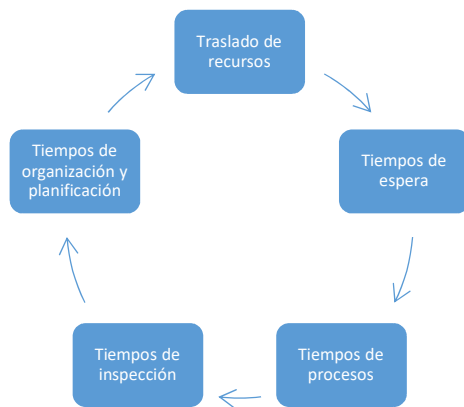 Traslado de
recursos
Tiempos de
espera
Tiempos de
procesos
Tiempos de
inspección
Tiempos de
organización y
planificación